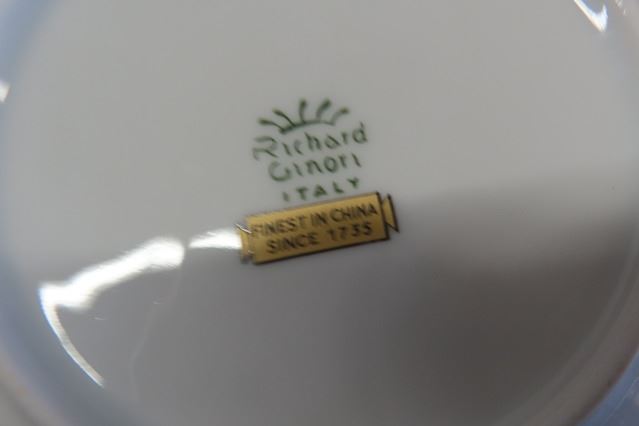 Richard
Ginori
ITALY
FINEST IN CHINA
SINCE 1735